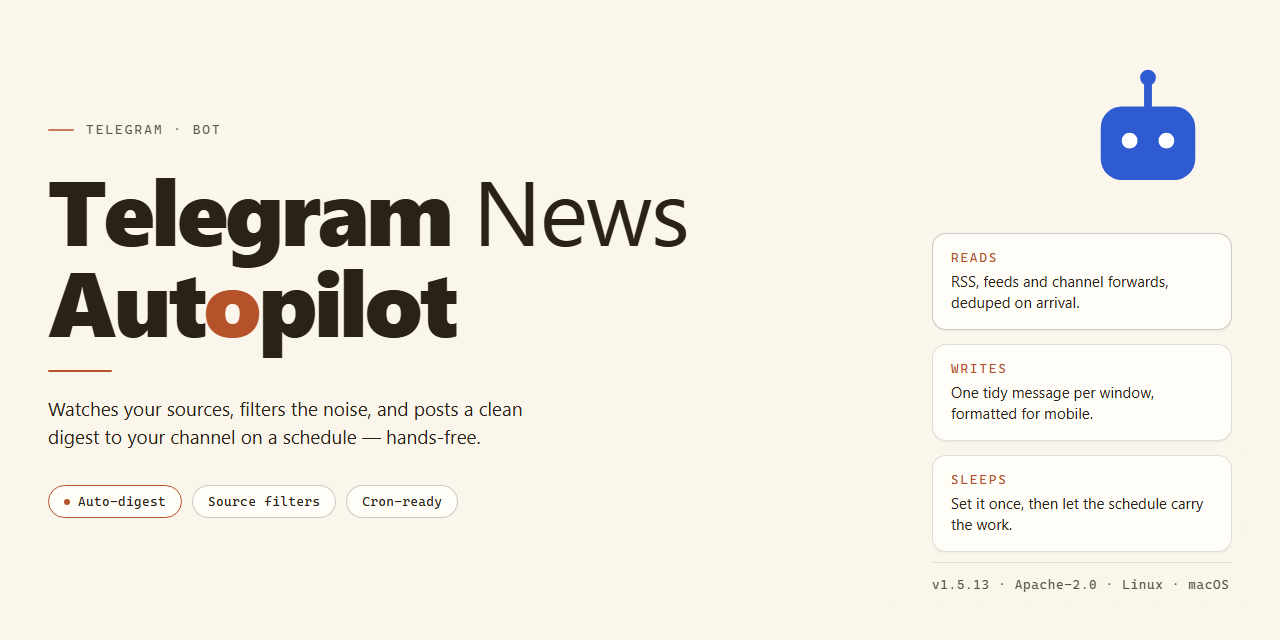 TELEGRAM · BOT
Telegram News
Autopilot
Watches your sources, filters the noise, and posts a clean
digest to your channel on a schedule — hands-free.
Auto-digest
Source filters
Cron-ready
READS
RSS, feeds and channel forwards,
deduped on arrival.
WRITES
One tidy message per window,
formatted for mobile.
SLEEPS
Set it once, then let the schedule carry
the work.
v1.5.13 · Apache-2.0 · Linux · macOS